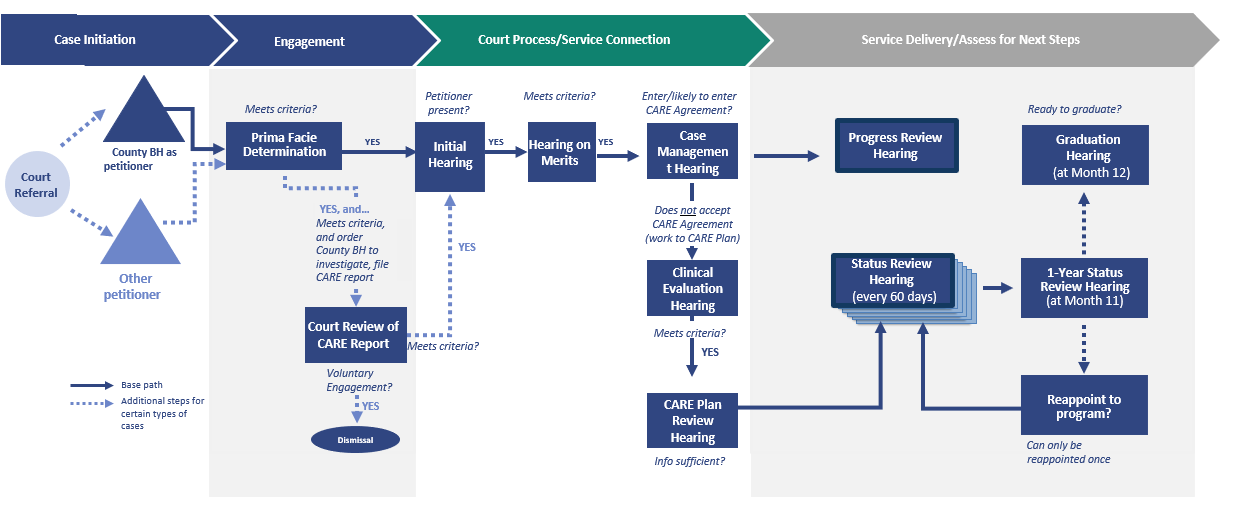 Case Initiation
Engagement
Court Process/Service Connection
Service Delivery/Assess for Next Steps
Court
Referral
County BH as
petitioner
Other
petitioner
Base path
Additional steps for
certain types of
cases
Meets criteria?
Prima Facie
Determination
YES
YES, and...
Meets criteria,
and order
County BH to
investigate, file
CARE report
Court Review of
CARE Report
Meets criteria?
YES
Voluntary
Engagement?
YES
Dismissal
Petitioner
present?
Initial
Hearing
YES
Meets criteria?
Hearing on
Merits
YES
Enter/likely to enter
CARE Agreement?
Case
Managemen
t Hearing
Does not accept
CARE Agreement
(work to CARE Plan)
Clinical
Evaluation
Hearing
Meets criteria?
YES
CARE Plan
Review
Hearing
Info sufficient?
Progress Review
Hearing
Status Review
Hearing
(every 60 days)
Ready to graduate?
Graduation
Hearing
(at Month 12)
1-Year Status
Review Hearing
(at Month 11)
Reappoint to
program?
Can only be
reappointed once